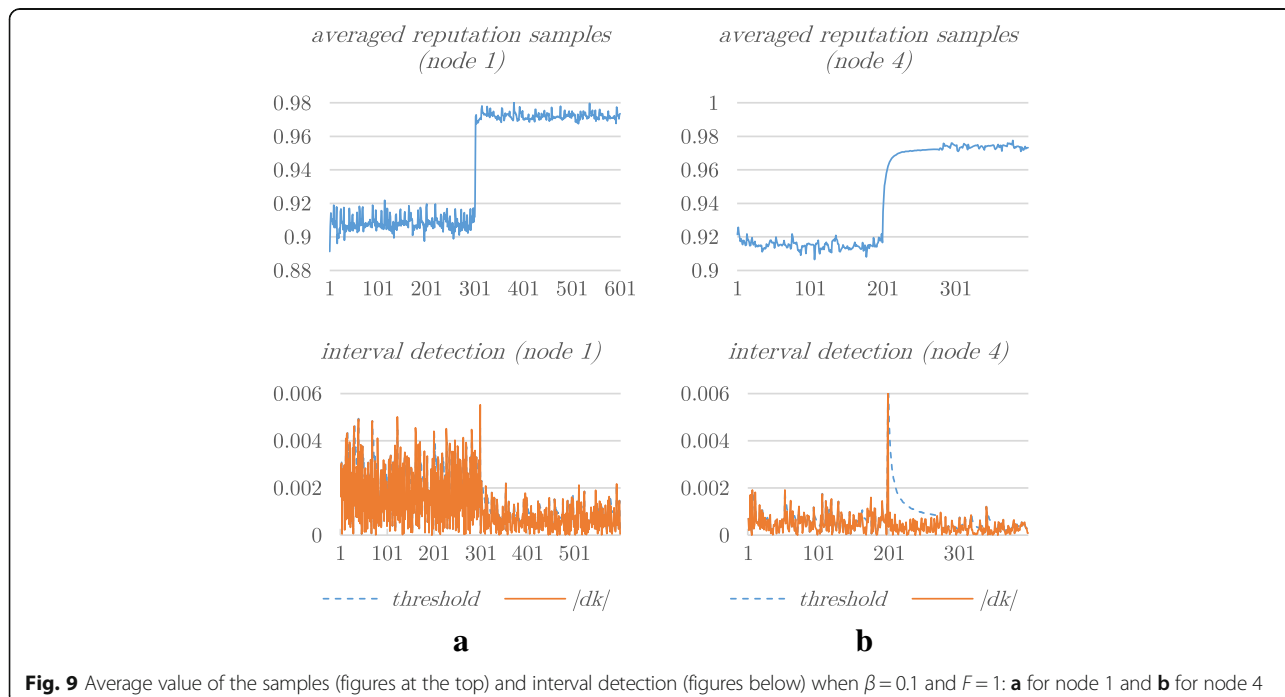 averaged reputation samples
(node 1)
0.98
0.96
0.94
0.92
0.9
0.88
1 101 201 301 401 501 601
averaged reputation samples
(node 4)
1
0.98
0.96
0.94
0.92
0.9
1 101 201 301
interval detection (node 1)
0.006
0.004
0.002
0
1 101 201 301 401 501
threshold |dk|
a
interval detection (node 4)
0.006
0.004
0.002
0
1 101 201 301
threshold |dk|
b
Fig. 9 Average value of the samples (figures at the top) and interval detection (figures below) when β = 0.1 and F = 1: a for node 1 and b for node 4